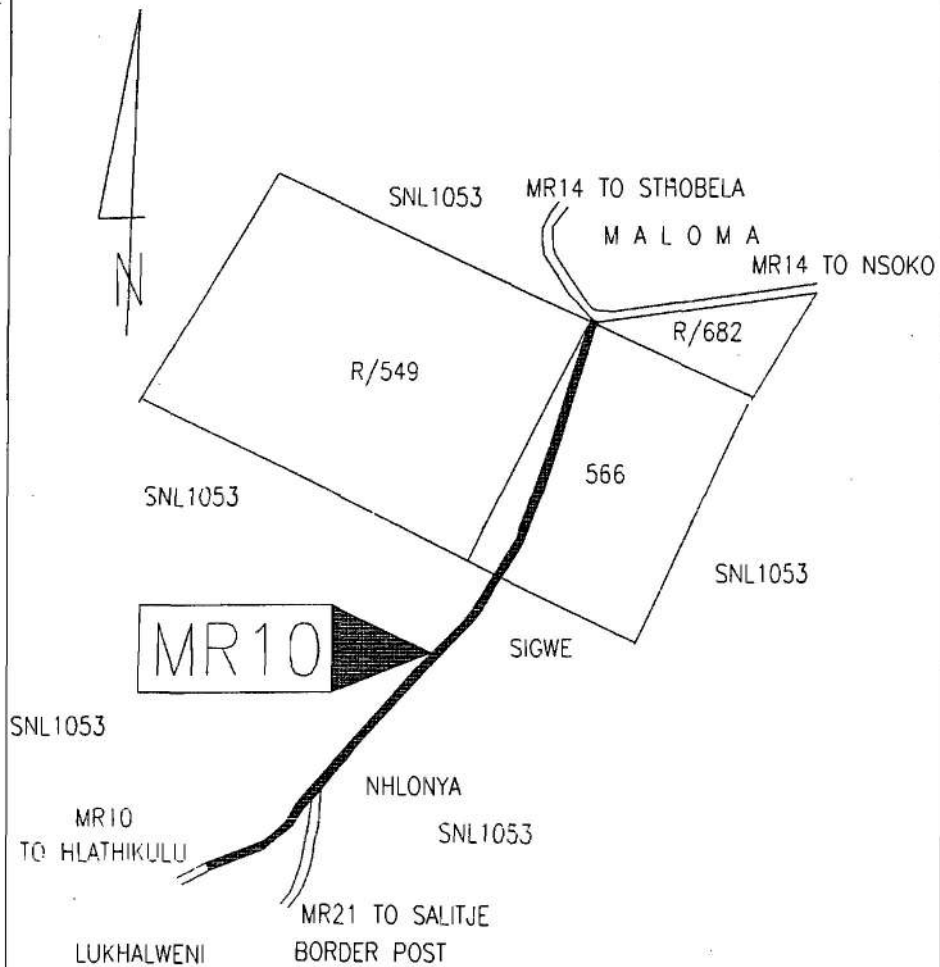 SNL1053
MR14 TO STHOBELA
MALOMA
MR14 TO NSOKO
N
R/682
R/549
566
SNL1053
SNL1053
MR10
SIGWE
SNL1053
NHLONYA
MR10
TO HLATHIKULU
SNL1053
MR21 TO SALITJE
BORDER POST
LUKHALWENI